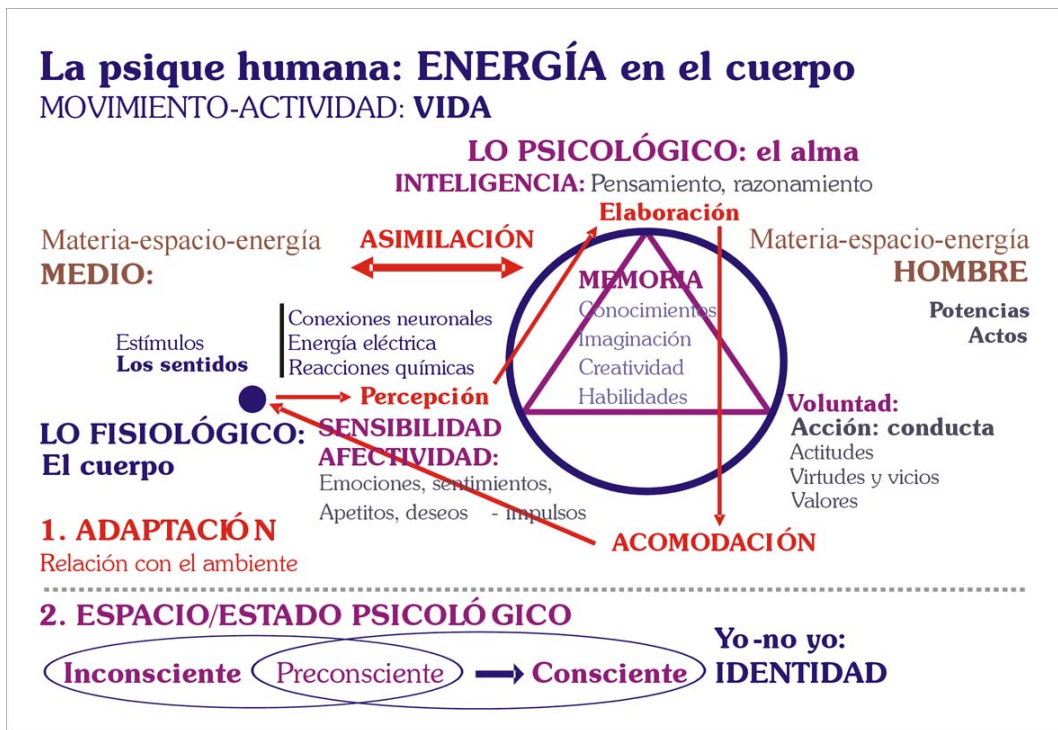 La psique humana: ENERGÍA en el cuerpo
MOVIMIENTO-ACTIVIDAD: VIDA
LO PSICOLÓGICO: el alma
INTELIGENCIA: Pensamiento, razonamiento
Elaboración
Materia-espacio-energía
MEDIO:
ASIMILACIÓN
Materia-espacio-energía
HOMBRE
Potencias
Actos
MEMORIA
Conocimientos
Imaginación
Creatividad
Habilidades
Estímulos
Los sentidos
Conexiones neuronales
Energía eléctrica
Reacciones químicas
Percepción
LO FISIOLÓGICO:
El cuerpo
SENSIBILIDAD
AFECTIVIDAD:
Emociones, sentimientos,
Apetitos, deseos - impulsos
Voluntad:
Acción: conducta
Actitudes
Virtudes y vicios
Valores
1. ADAPTACIÓN
Relación con el ambiente
ACOMODACIÓN
2. ESPACIO/ESTADO PSICOLÓGICO
Inconsciente Preconsciente Consciente
Yo-no yo:
IDENTIDAD